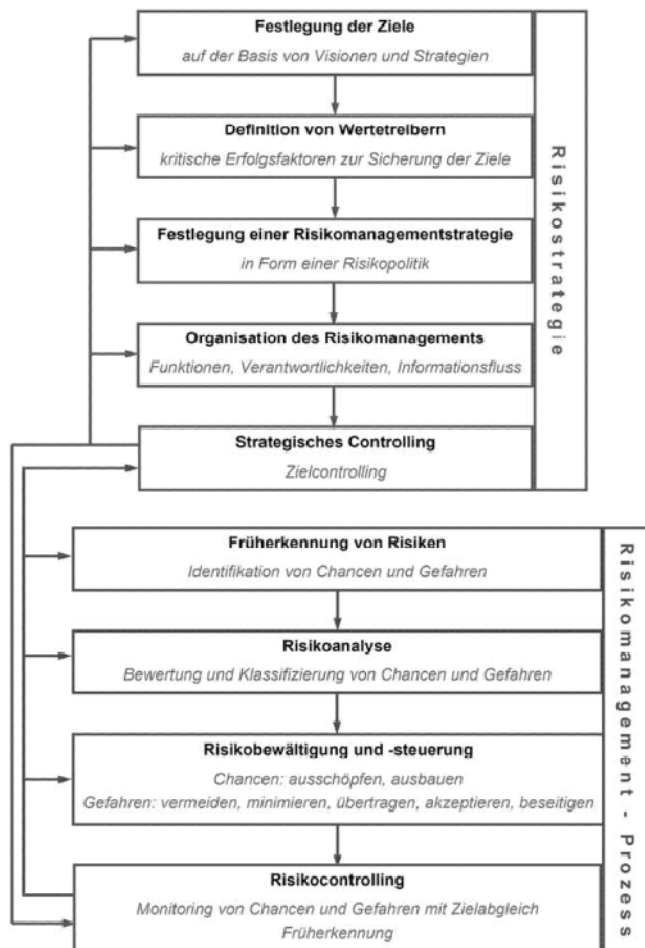 Festlegung der Ziele
auf der Basis von Visionen und Strategien
Definition von Wertetreibern
kritische Erfolgsfaktoren zur Sicherung der Ziele
Festlegung einer Risikomanagementstrategie
in Form einer Risikopolitik
Organisation des Risikomanagements
Funktionen, Verantwortlichkeiten, Informationsfluss
Strategisches Controlling
Zielcontrolling
Risikostrategie
Früherkennung von Risiken
Identifikation von Chancen und Gefahren
Risikoanalyse
Bewertung und Klassifizierung von Chancen und Gefahren
Risikobewältigung und -steuerung
Chancen: ausschöpfen, ausbauen
Gefahren: vermeiden, minimieren, übertragen, akzeptieren, beseitigen
Risikocontrolling
Monitoring von Chancen und Gefahren mit Zielabgleich
Früherkennung
Risikomanagement - Prozess